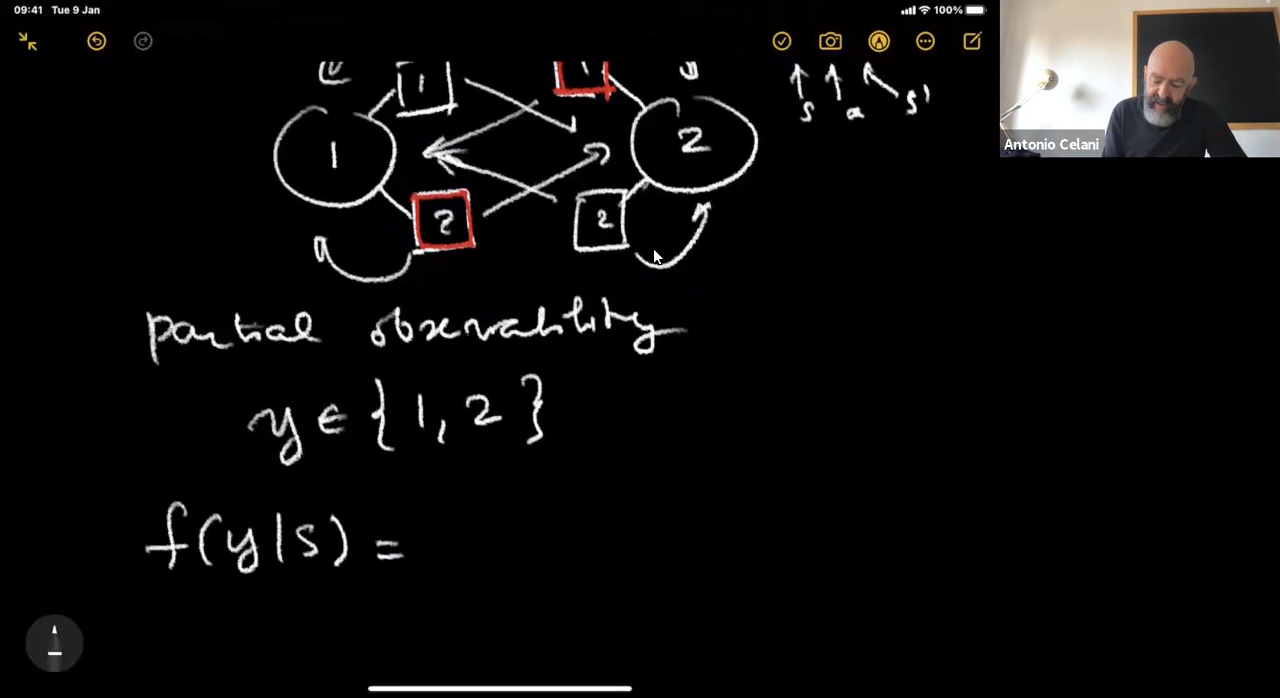 09:41 Tue 9 Jan
100%
Antonio Celani
1
1
1
2
2
2
s a s'
partial observability
y ∈ {1, 2}
f(y|s) =